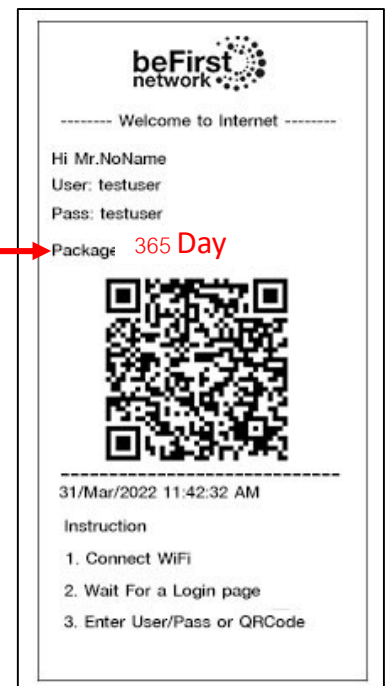 beFirst
network
-------- Welcome to Internet --------
Hi Mr.NoName
User: testuser
Pass: testuser
Package 365 Day
31/Mar/2022 11:42:32 AM
Instruction
1. Connect WiFi
2. Wait For a Login page
3. Enter User/Pass or QRCode